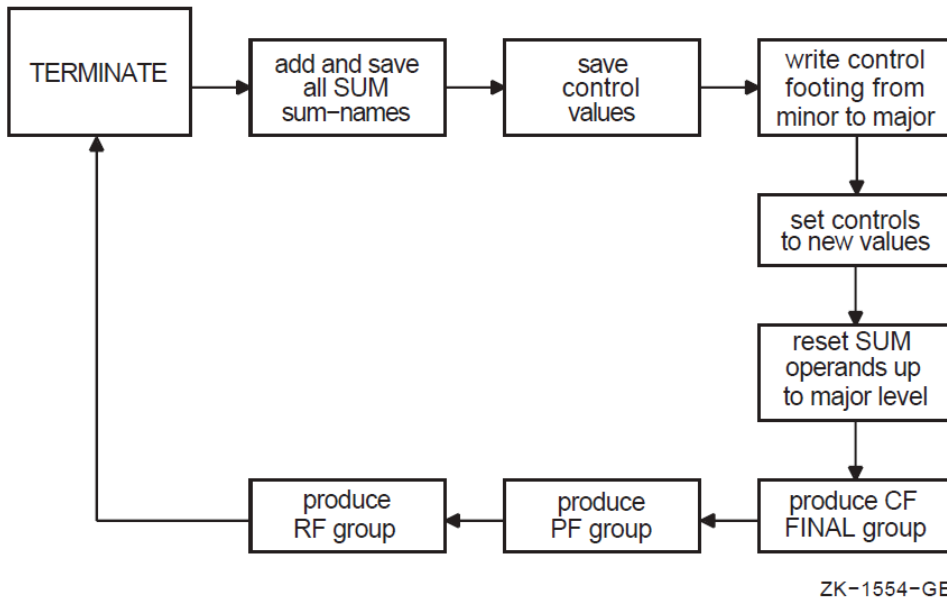 TERMINATE
add and save
all SUM
sum−names
save
control
values
write control
footing from
minor to major
set controls
to new values
reset SUM
operands up
to major level
produce CF
FINAL group
produce
PF group
produce
RF group
ZK−1554−GE